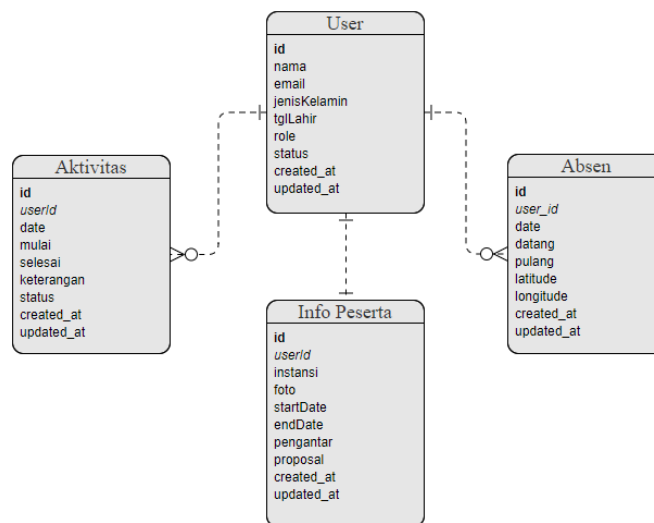 User
id
nama
email
jenisKelamin
tglLahir
role
status
created_at
updated_at
Aktivitas
id
userId
date
mulai
selesai
keterangan
status
created_at
updated_at
Absen
id
user_id
date
datang
pulang
latitude
longitude
created_at
updated_at
Info Peserta
id
userId
instansi
foto
startDate
endDate
pengantar
proposal
created_at
updated_at